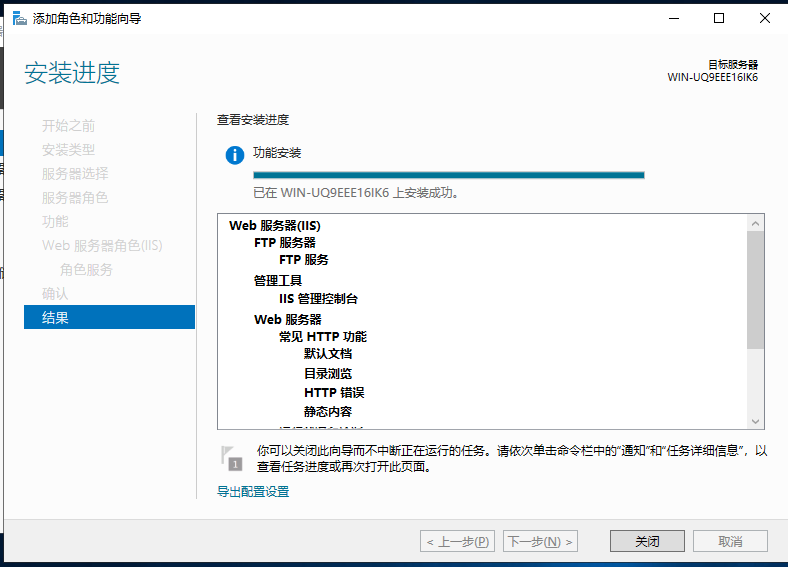 添加角色和功能向导
安装进度
目标服务器
WIN-UQ9EEE16IK6
开始之前
安装类型
服务器选择
服务器角色
功能
Web 服务器角色(IIS)
角色服务
确认
结果
查看安装进度
功能安装
已在 WIN-UQ9EEE16IK6 上安装成功。
Web 服务器(IIS)
FTP 服务器
FTP 服务
管理工具
IIS 管理控制台
Web 服务器
常见 HTTP 功能
默认文档
目录浏览
HTTP 错误
静态内容
1
你可以关闭此向导而不中断正在运行的任务。请依次单击命令栏中的“通知”和“任务详细信息”，以
查看任务进度或再次打开此页面。
导出配置设置
< 上一步(P)
下一步(N) >
关闭
取消